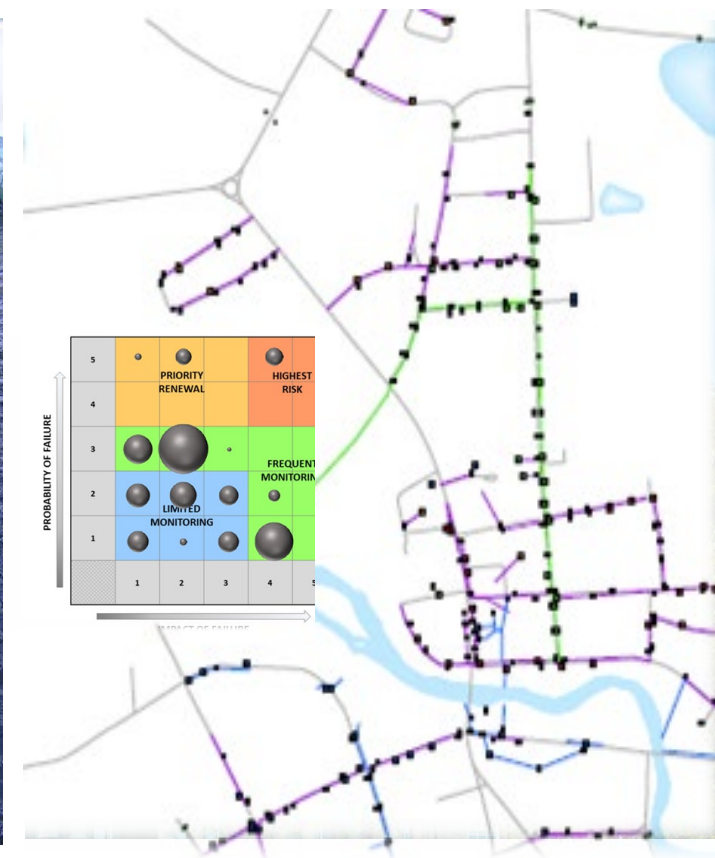 5
PRIORITY
RENEWAL
HIGHEST
RISK
4
PROBABILITY OF FAILURE
3
FREQUENT
2
LIMITED
MONITORING
1
1 2 3 4